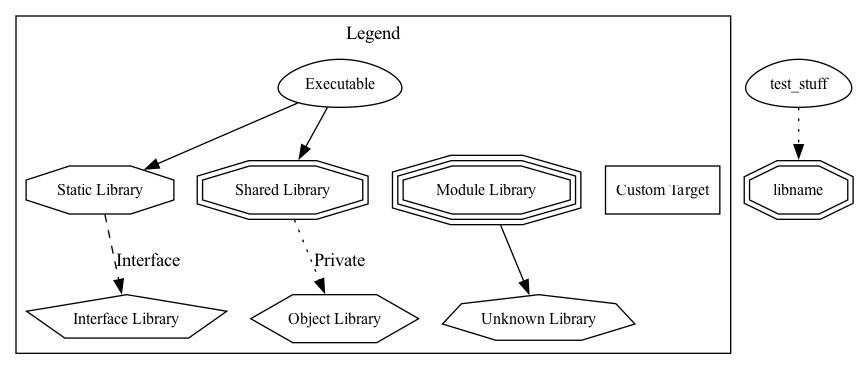 Legend
Executable
test_stuff
Static Library
Shared Library
Module Library
Custom Target
libname
Interface
Private
Interface Library
Object Library
Unknown Library